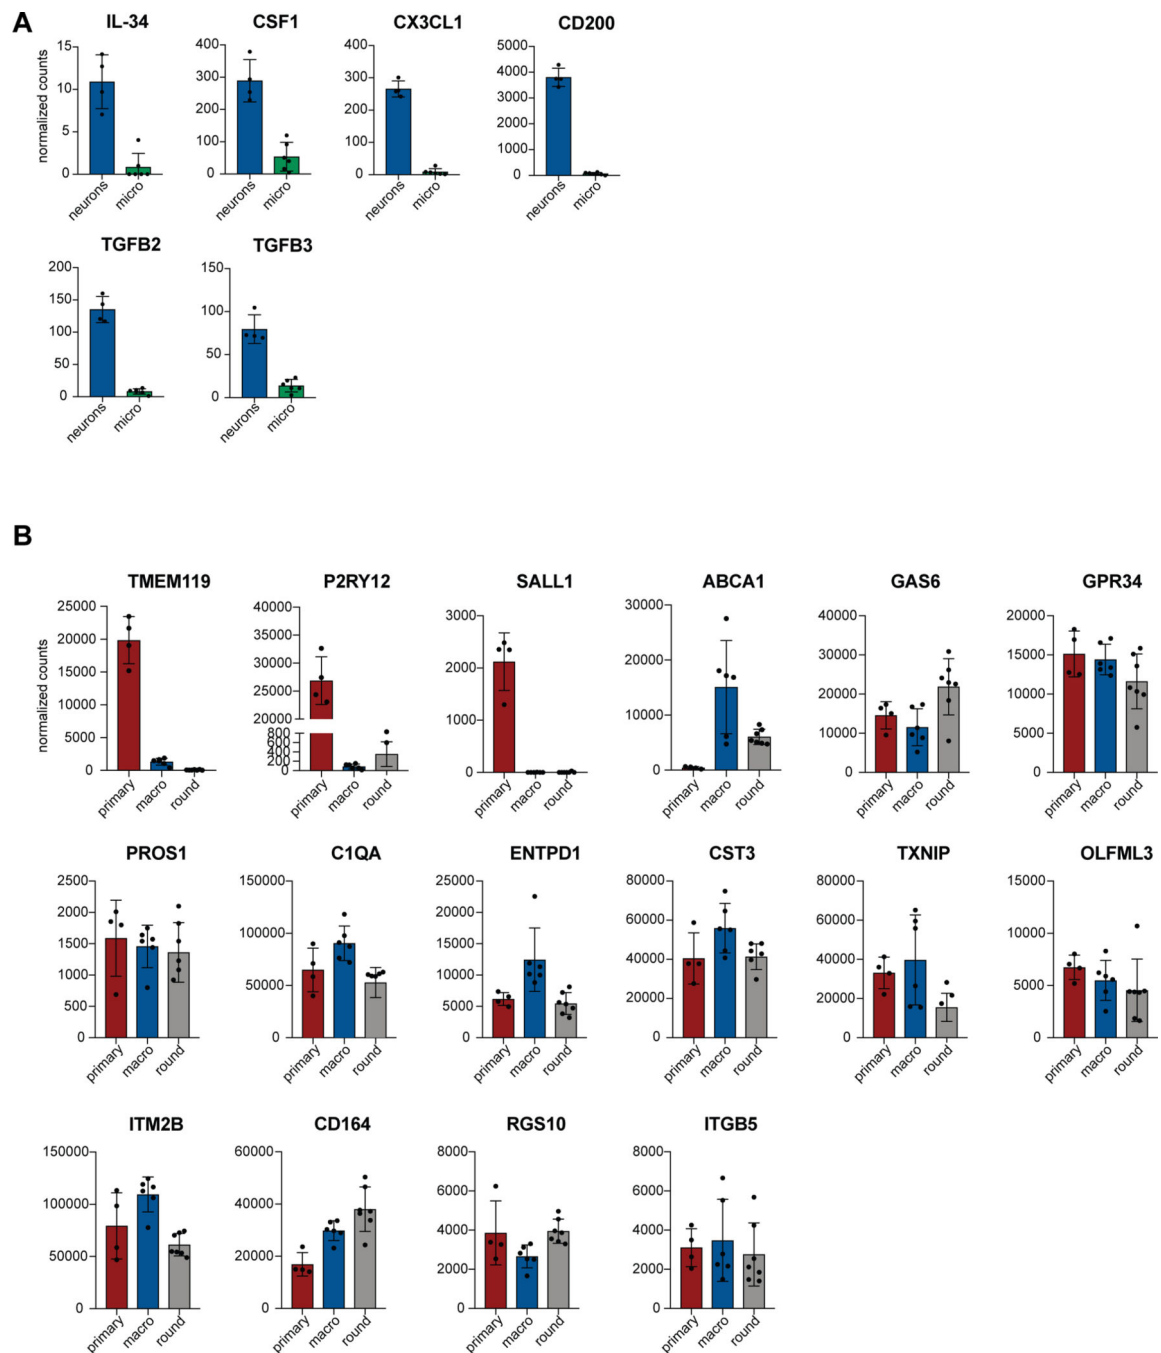 A
IL-34 CSF1 CX3CL1 CD200
normalized counts
15 10 5 0
400 300 200 100 0
400 300 200 100 0
5000 4000 3000 2000 1000 0
neurons micro neurons micro neurons micro neurons micro
TGFB2 TGFB3
200 150 100 50 0
150 100 50 0
neurons micro neurons micro
B
TMEM119 P2RY12 SALL1 ABCA1 GAS6 GPR34
normalized counts
25000 20000 15000 10000 5000 0
40000 35000 30000 25000 20000 800 600 400 200 0
3000 2000 1000 0
30000 20000 10000 0
40000 30000 20000 10000 0
20000 15000 10000 5000 0
primary macro round primary macro round primary macro round primary macro round primary macro round primary macro round
PROS1 C1QA ENTPD1 CST3 TXNIP OLFML3
2500 2000 1500 1000 500 0
150000 100000 50000 0
25000 20000 15000 10000 5000 0
80000 60000 40000 20000 0
80000 60000 40000 20000 0
15000 10000 5000 0
primary macro round primary macro round primary macro round primary macro round primary macro round primary macro round
ITM2B CD164 RGS10 ITGB5
150000 100000 50000 0
60000 40000 20000 0
8000 6000 4000 2000 0
8000 6000 4000 2000 0
primary macro round primary macro round primary macro round primary macro round